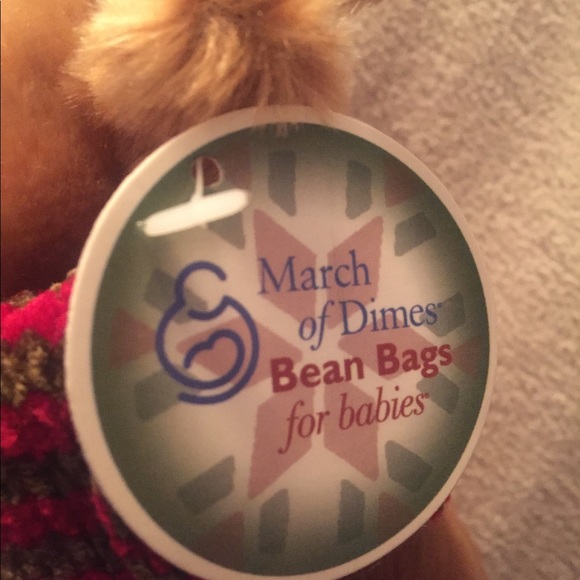 March
of Dimes
Bean Bags
for babies